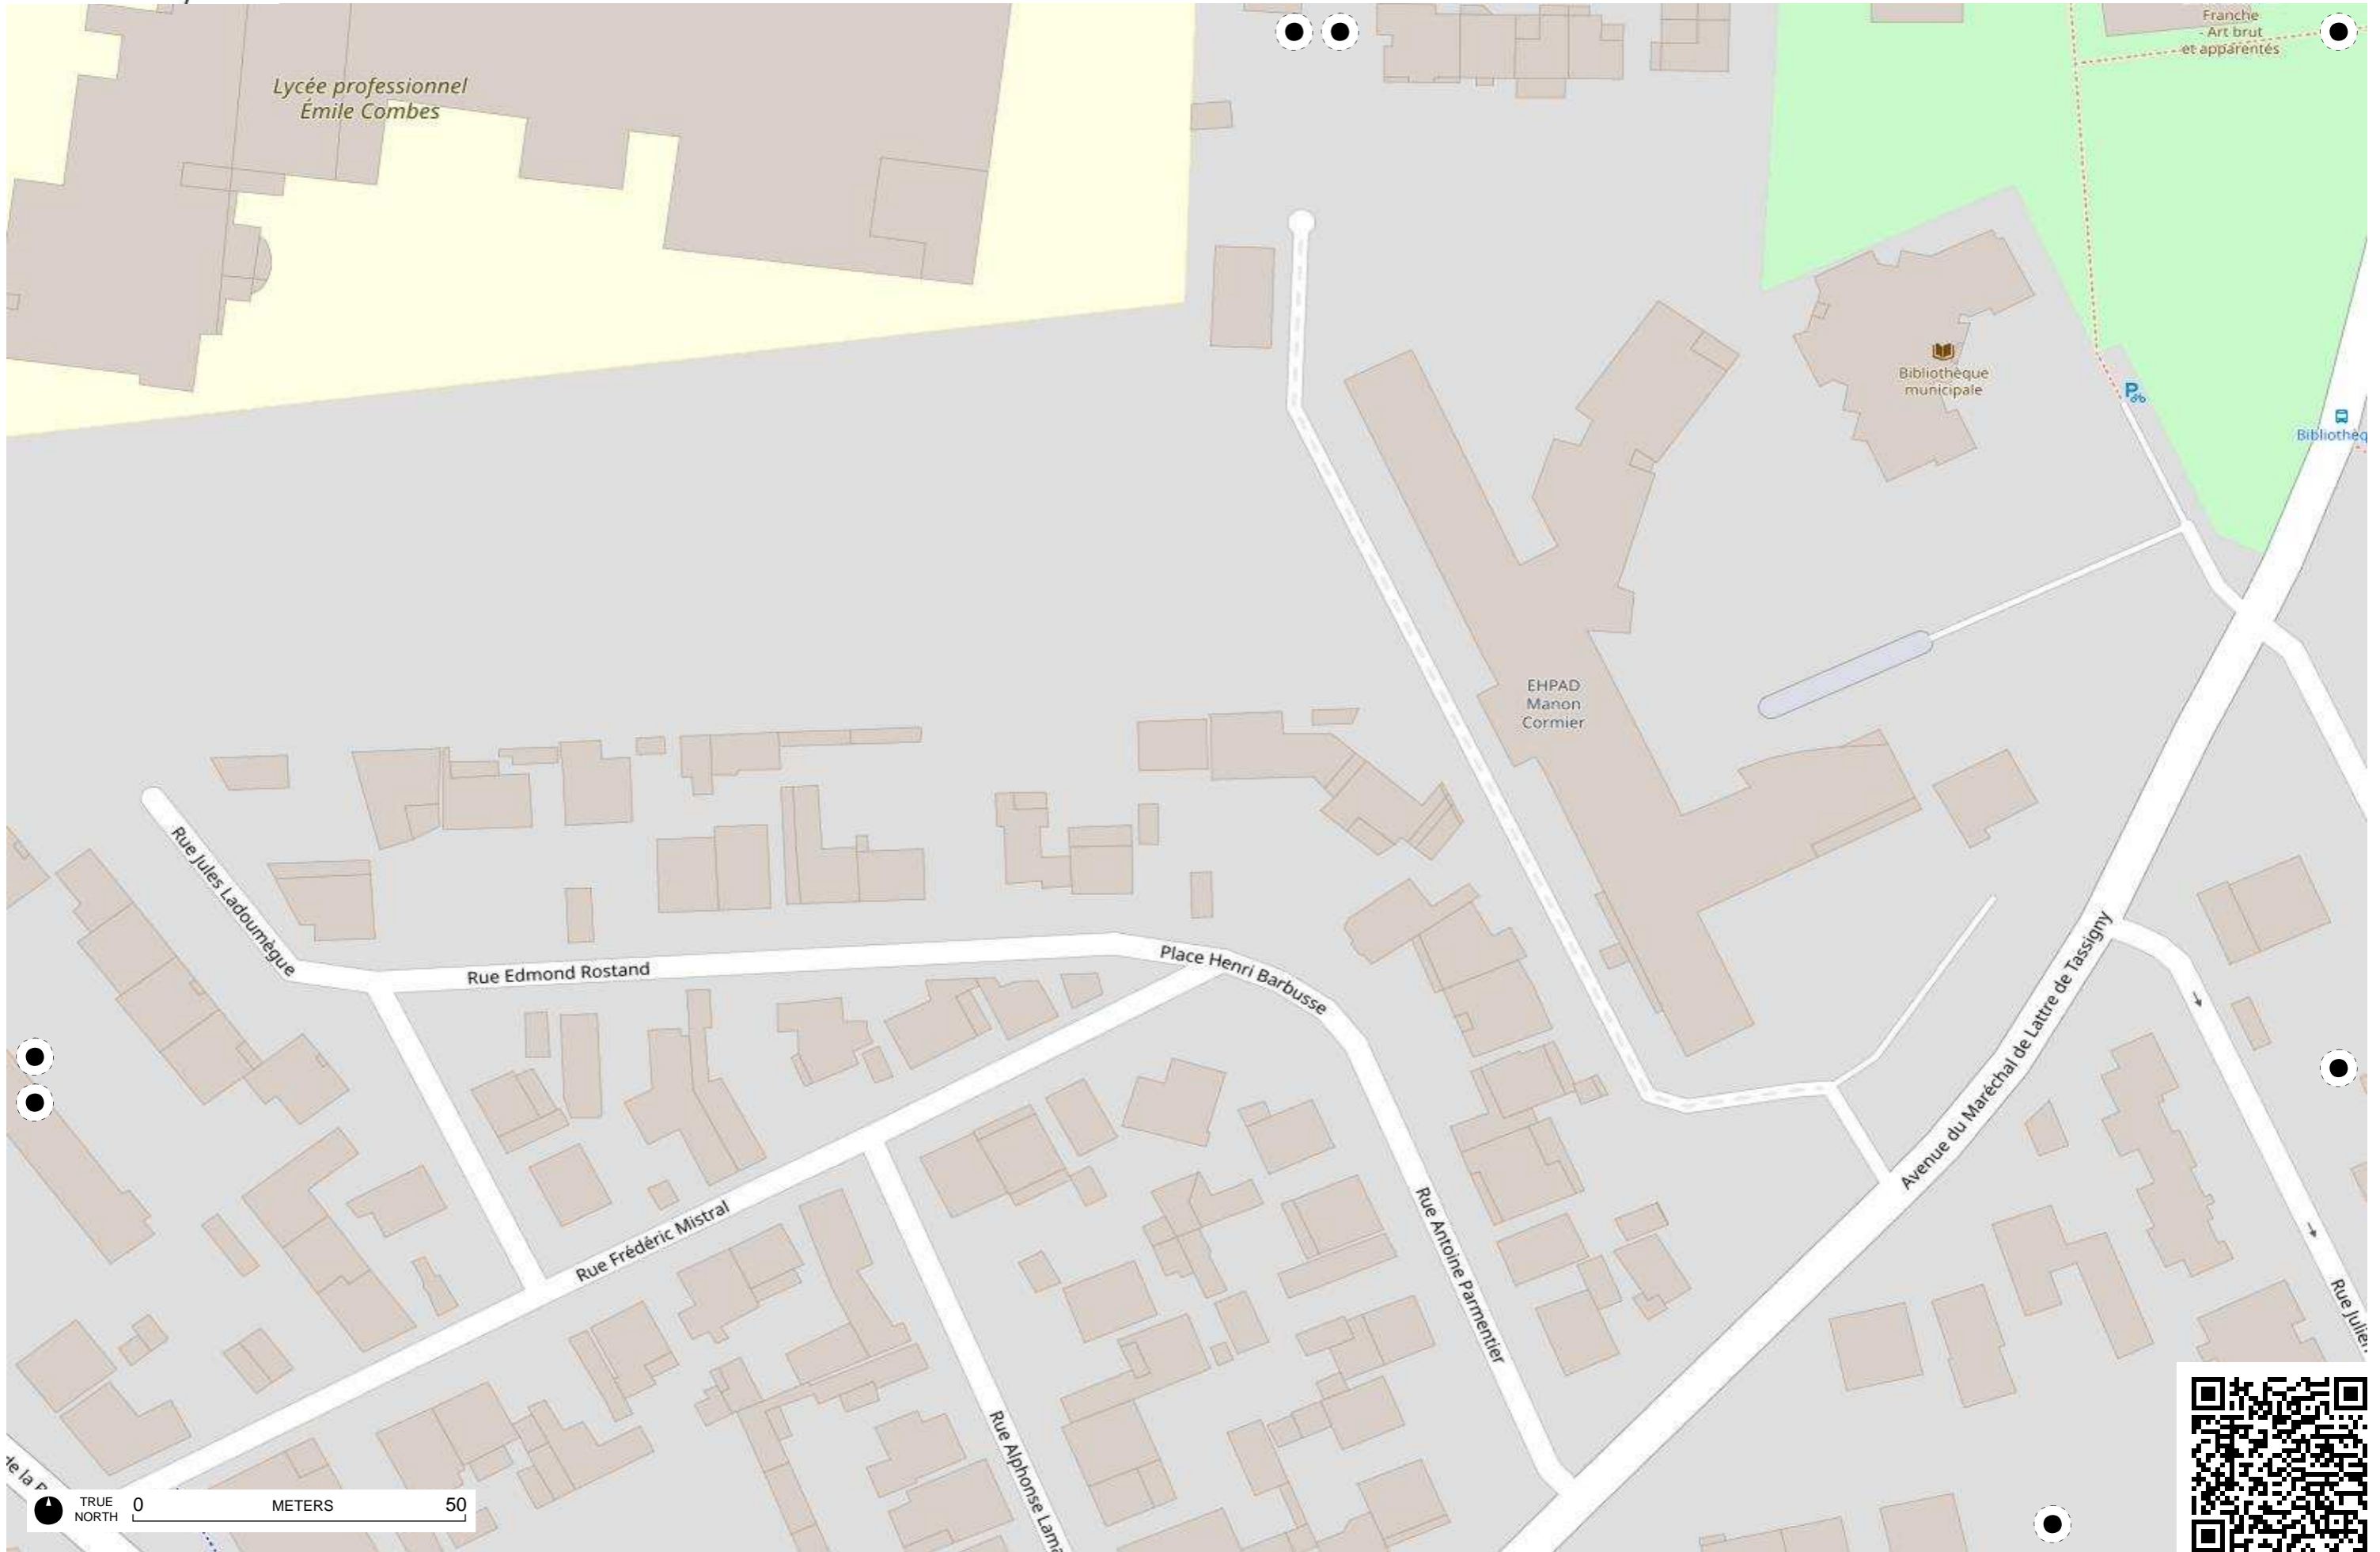 Franche
- Art brut
et apparentés
Lycée professionnel
Émile Combes
Bibliothèque
municipale
P
Bibliothèq
EHPAD
Manon
Cormier
Rue Jules Ladoumègue
Rue Edmond Rostand
Place Henri Barbusse
Avenue du Maréchal de Lattre de Tassigny
Rue Frédéric Mistral
Rue Antoine Parmentier
Rue Julien
Rue Alphonse Lama
de la
TRUE
NORTH
0 METERS 50